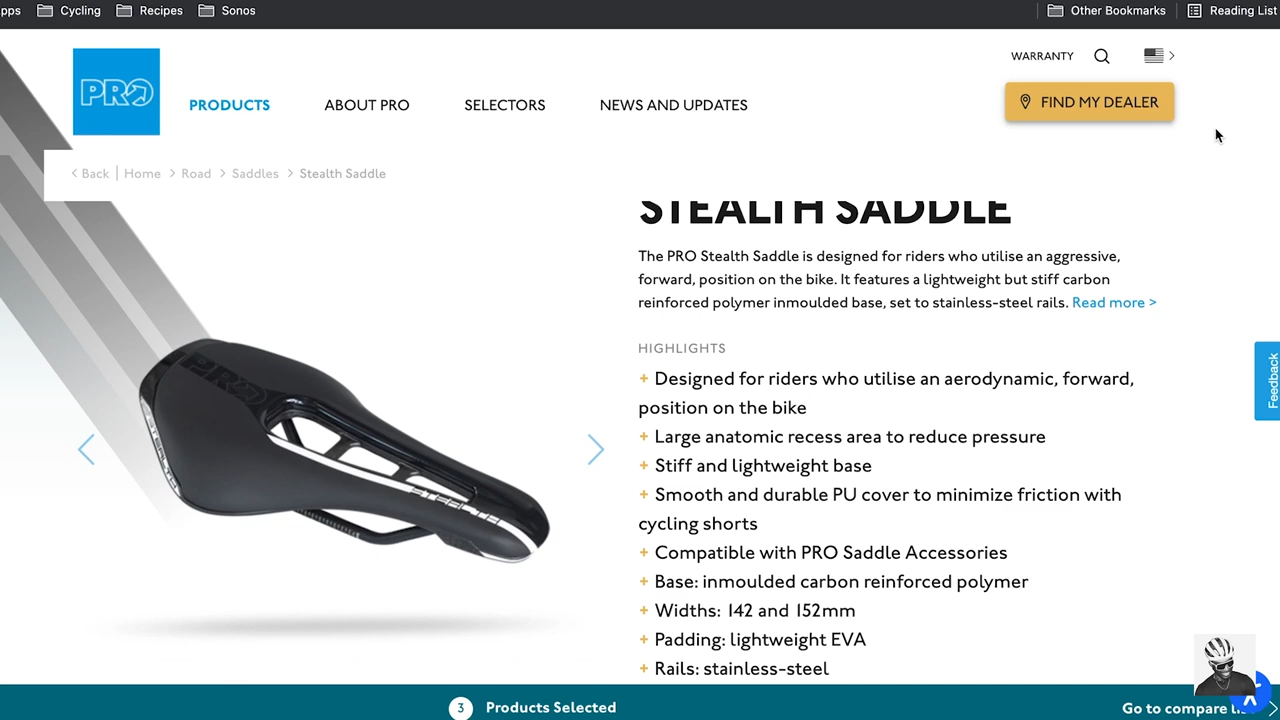 pps Cycling Recipes Sonos Other Bookmarks Reading List
WARRANTY
PRO
PRODUCTS ABOUT PRO SELECTORS NEWS AND UPDATES
FIND MY DEALER
Back | Home > Road > Saddles > Stealth Saddle
STEALTH SADDLE
The PRO Stealth Saddle is designed for riders who utilise an aggressive,
forward, position on the bike. It features a lightweight but stiff carbon
reinforced polymer inmoulded base, set to stainless-steel rails. Read more >
HIGHLIGHTS
+ Designed for riders who utilise an aerodynamic, forward,
position on the bike
+ Large anatomic recess area to reduce pressure
+ Stiff and lightweight base
+ Smooth and durable PU cover to minimize friction with
cycling shorts
+ Compatible with PRO Saddle Accessories
+ Base: inmoulded carbon reinforced polymer
+ Widths: 142 and 152mm
+ Padding: lightweight EVA
+ Rails: stainless-steel
PRO
STEALTH
STEALTH
Feedback
3 Products Selected
Go to compare li